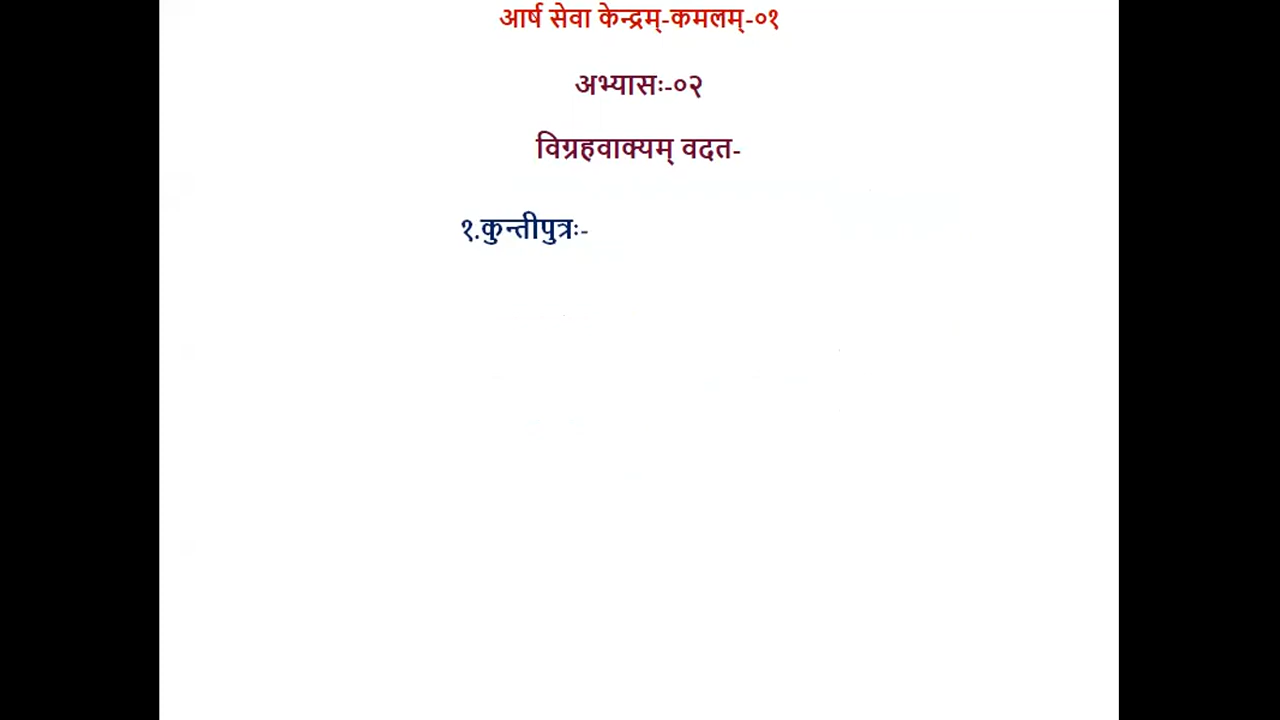 आर्ष सेवा केन्द्रम्-कमलम्-०१
अभ्यासः-०२
विग्रहवाक्यम् वदत-
१.कुन्तीपुत्रः-